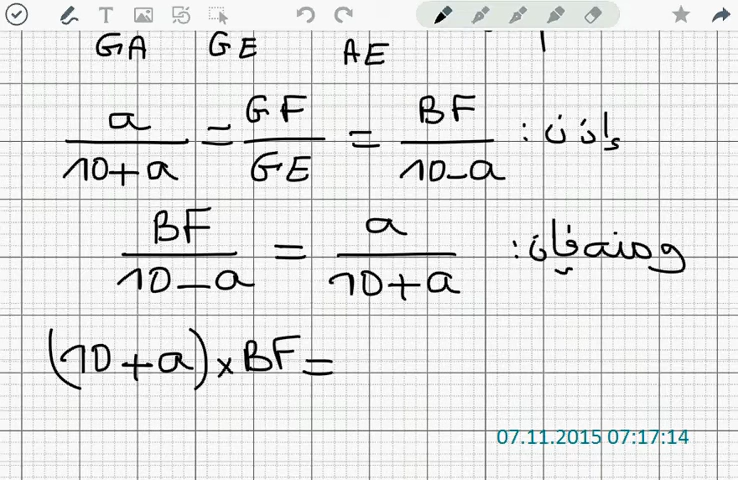 GA GE AE
إذن: a/(10+a) = GF/GE = BF/(10-a)
ومنه فإن: BF/(10-a) = a/(10+a)
(10+a)×BF=
07.11.2015 07:17:14